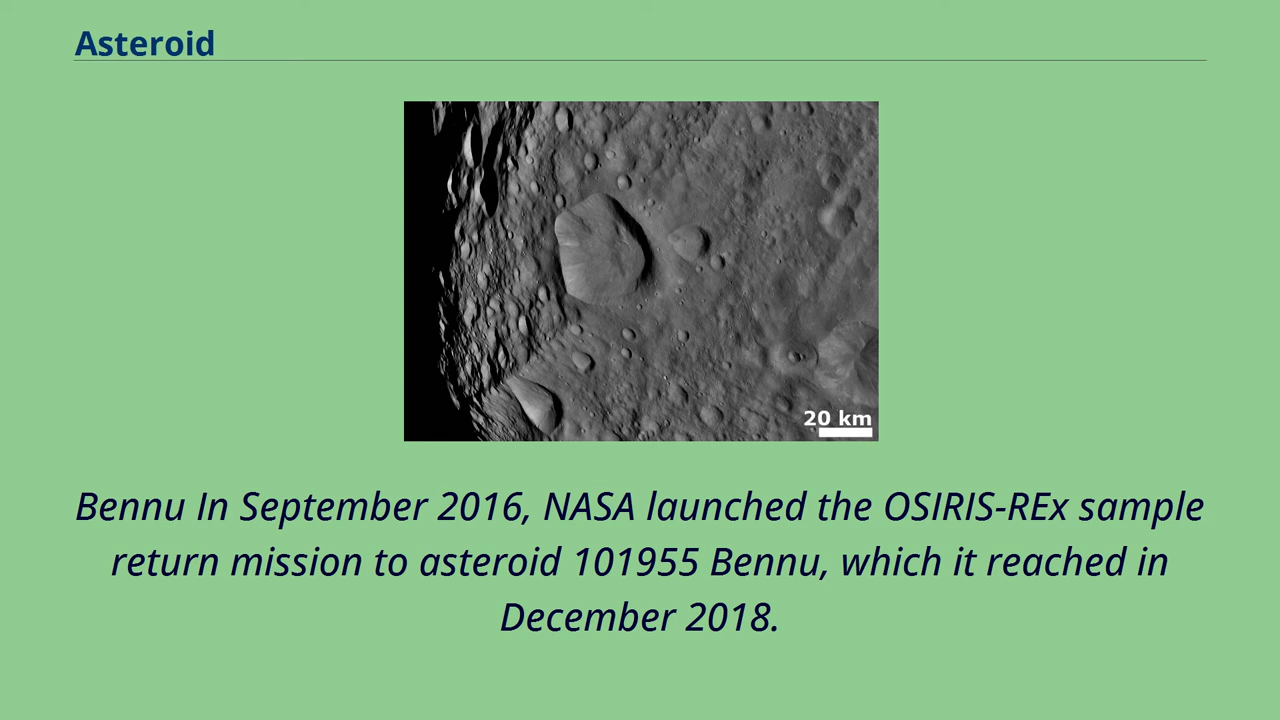 Asteroid
20 km
Bennu In September 2016, NASA launched the OSIRIS-REx sample
return mission to asteroid 101955 Bennu, which it reached in
December 2018.